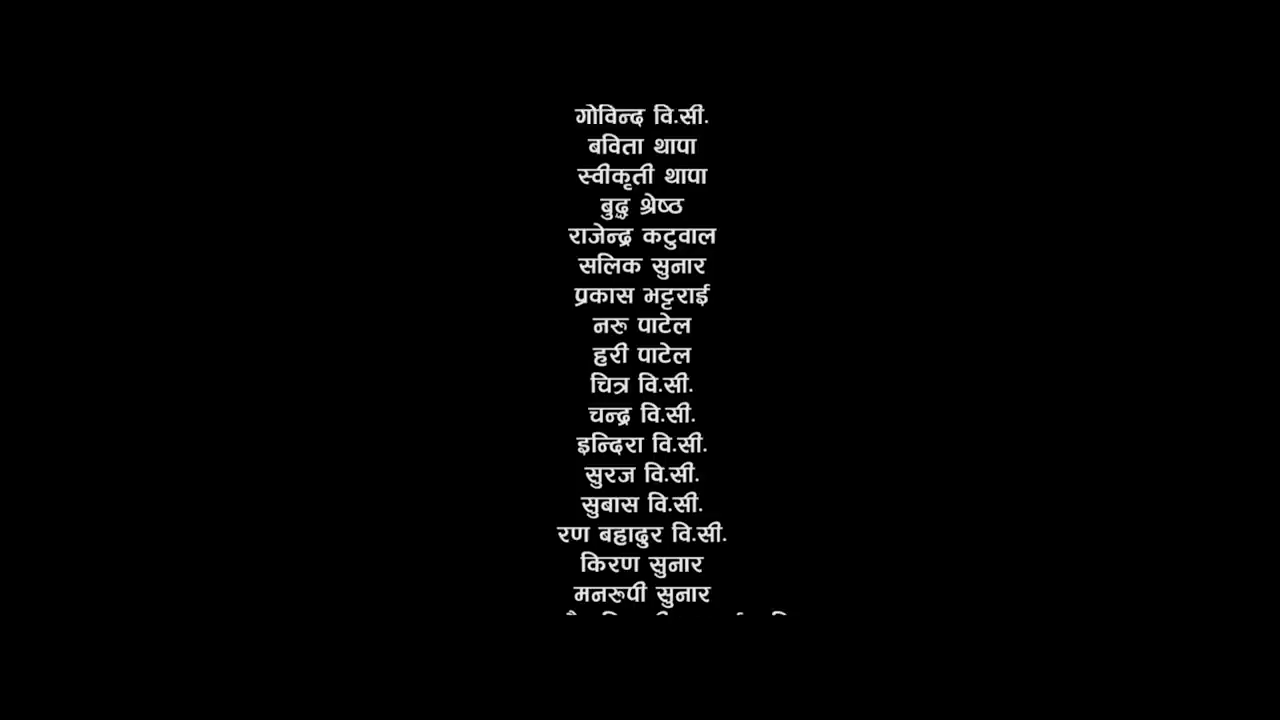 गोविन्द वि.सी.
बविता थापा
स्वीकृती थापा
बुद्ध श्रेष्ठ
राजेन्द्र कटुवाल
सलिक सुनार
प्रकास भट्टराई
नरू पाटेल
हरी पाटेल
चित्र वि.सी.
चन्द्र वि.सी.
इन्दिरा वि.सी.
सुरज वि.सी.
सुबास वि.सी.
रण बहादुर वि.सी.
किरण सुनार
मनरूपी सुनार